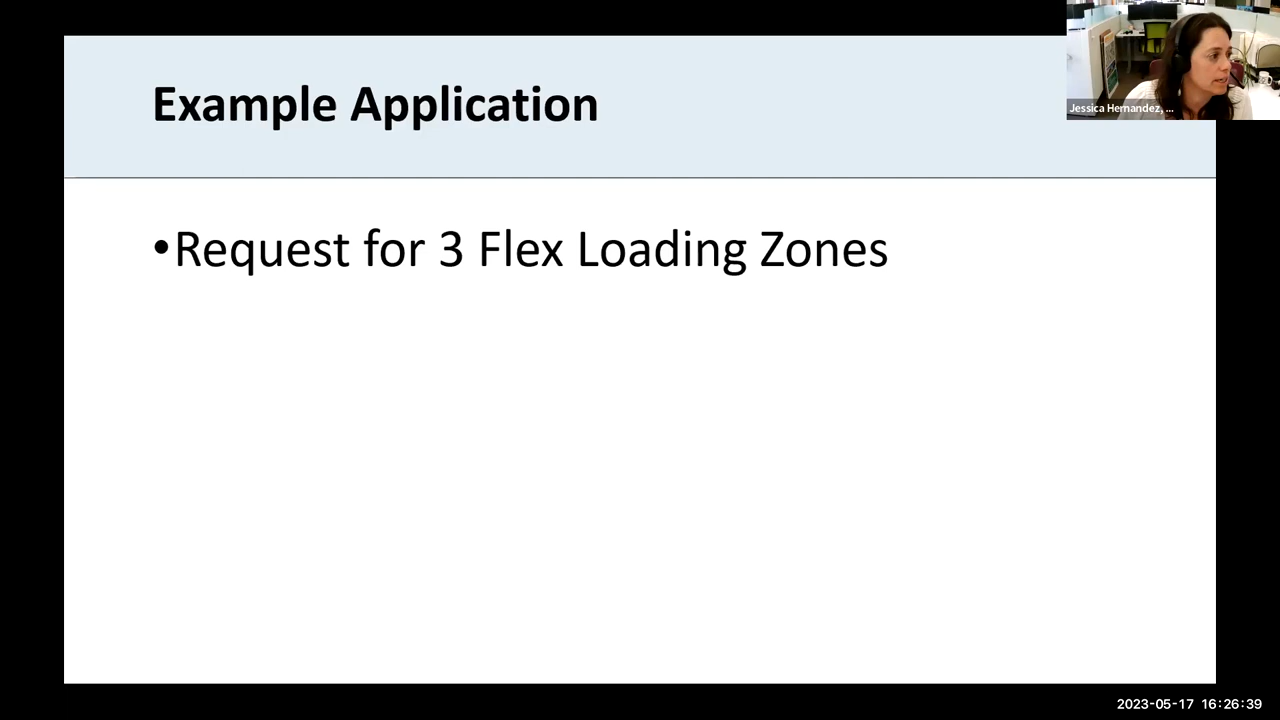 Example Application
Jessica Hernandez, ...
•Request for 3 Flex Loading Zones
2023-05-17 16:26:39